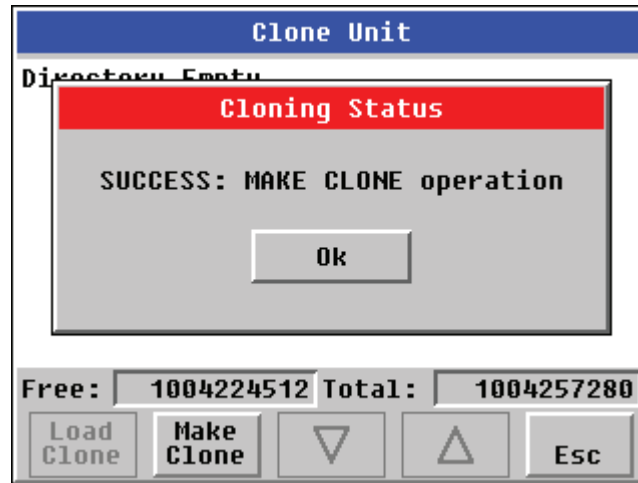 Clone Unit
Directory Empty
Cloning Status
SUCCESS: MAKE CLONE operation
Ok
Free: 1004224512 Total: 1004257280
Load Clone
Make Clone
Esc